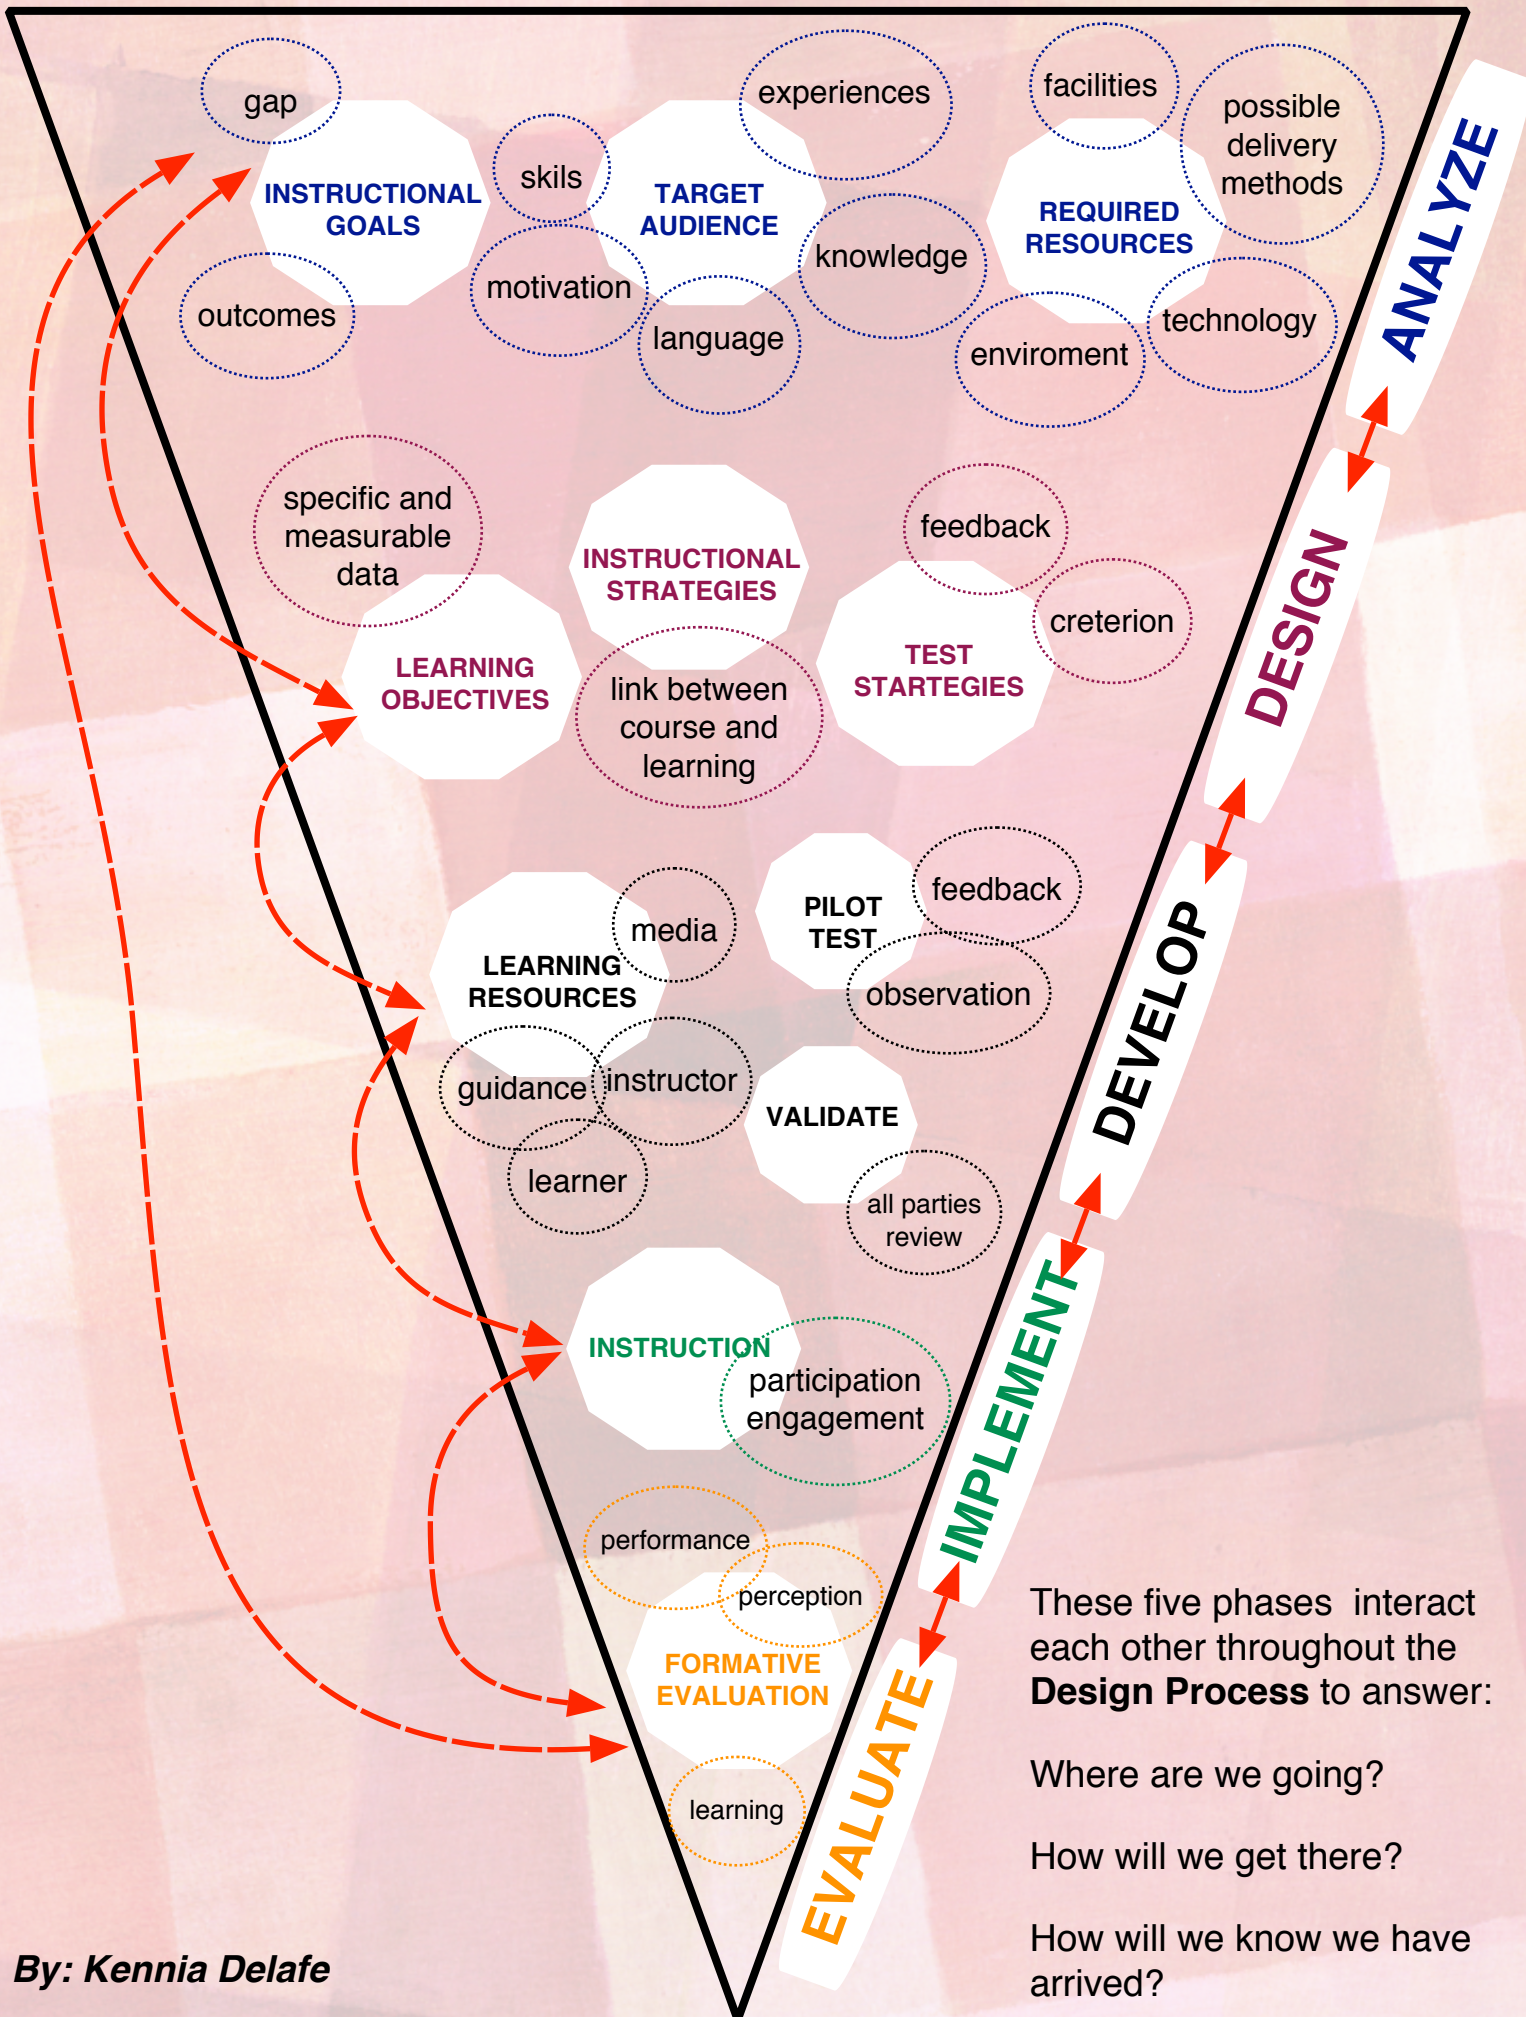 gap
INSTRUCTIONAL
GOALS
outcomes
skils
motivation
TARGET
AUDIENCE
experiences
knowledge
language
facilities
possible
delivery
methods
REQUIRED
RESOURCES
enviroment
technology
ANALYZE
specific and
measurable
data
LEARNING
OBJECTIVES
INSTRUCTIONAL
STRATEGIES
link between
course and
learning
feedback
creterion
TEST
STARTEGIES
DESIGN
media
LEARNING
RESOURCES
guidance
instructor
learner
PILOT
TEST
feedback
observation
VALIDATE
all parties
review
DEVELOP
INSTRUCTION
participation
engagement
IMPLEMENT
performance
perception
FORMATIVE
EVALUATION
learning
EVALUATE
These five phases  interact
each other throughout the
Design Process to answer:
Where are we going?
How will we get there?
How will we know we have
arrived?
By: Kennia Delafe